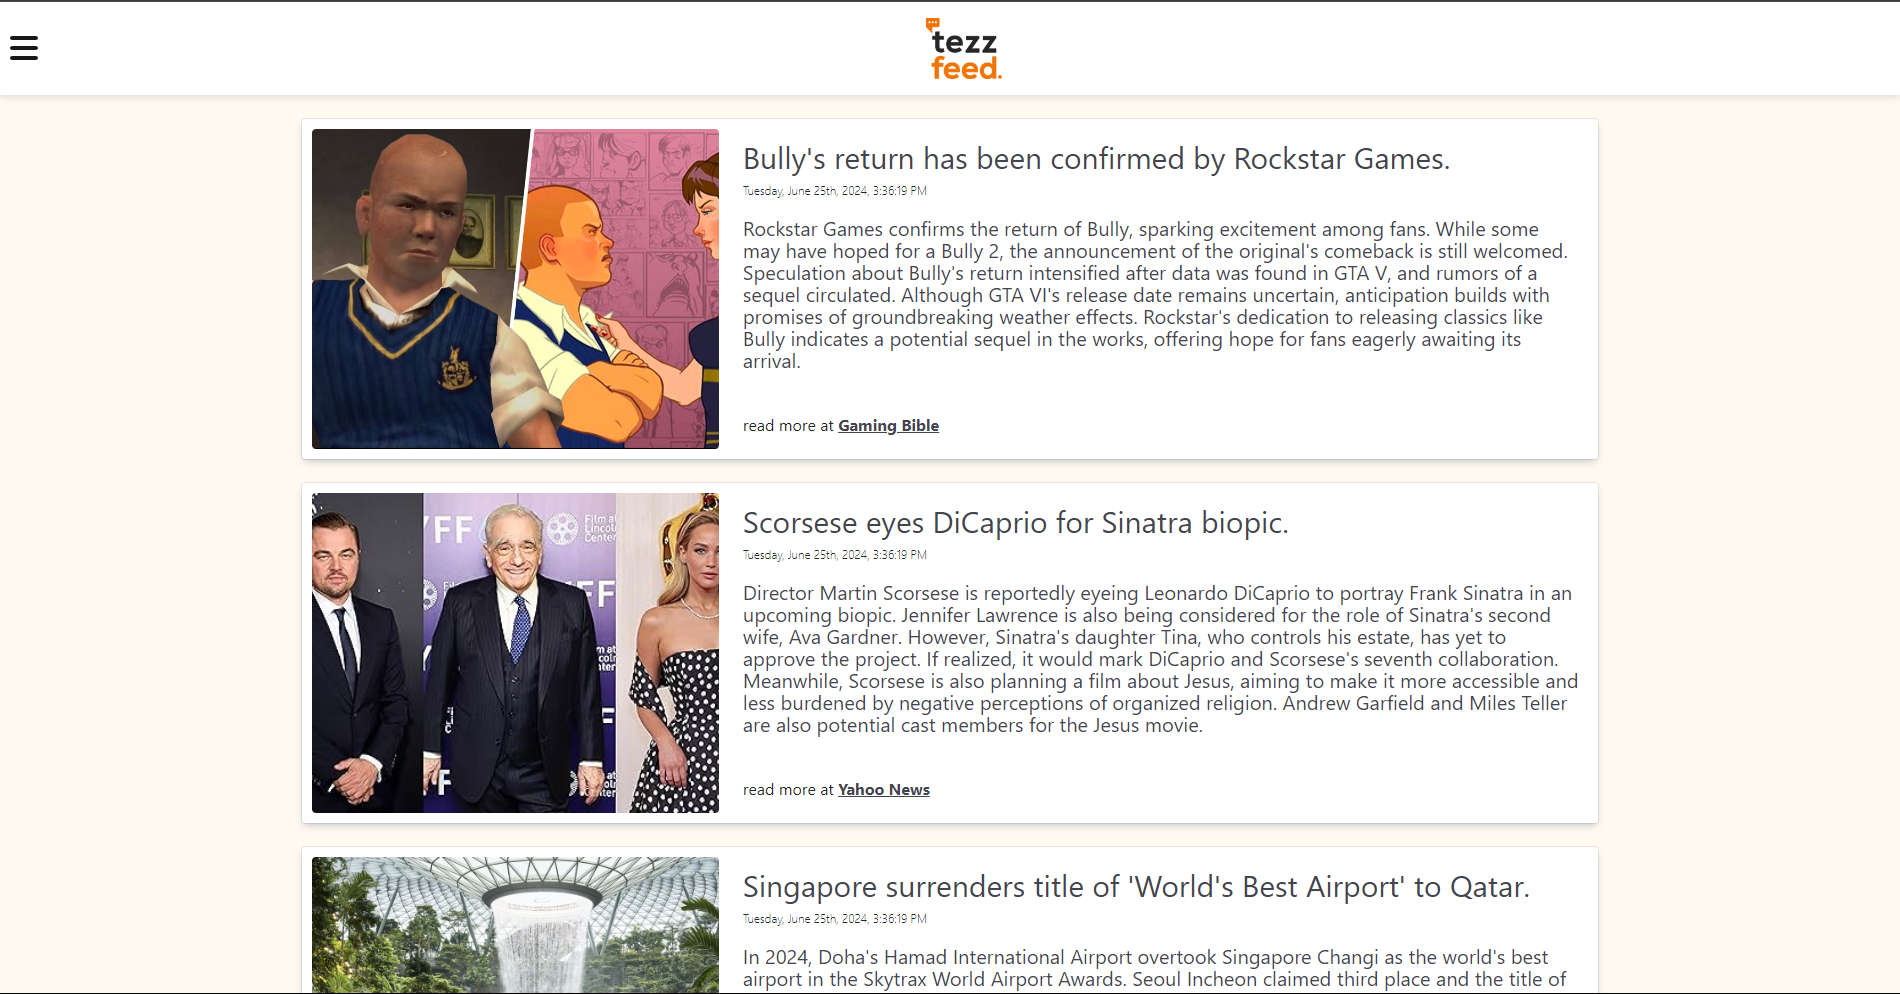 tezz
feed.
Bully's return has been confirmed by Rockstar Games.
Tuesday, June 25th, 2024, 3:36:19 PM
Rockstar Games confirms the return of Bully, sparking excitement among fans. While some
may have hoped for a Bully 2, the announcement of the original's comeback is still welcomed.
Speculation about Bully's return intensified after data was found in GTA V, and rumors of a
sequel circulated. Although GTA VI's release date remains uncertain, anticipation builds with
promises of groundbreaking weather effects. Rockstar's dedication to releasing classics like
Bully indicates a potential sequel in the works, offering hope for fans eagerly awaiting its
arrival.
read more at Gaming Bible
YFF
Film at
Lincoln
Center
Scorsese eyes DiCaprio for Sinatra biopic.
Tuesday, June 25th, 2024, 3:36:19 PM
Director Martin Scorsese is reportedly eyeing Leonardo DiCaprio to portray Frank Sinatra in an
upcoming biopic. Jennifer Lawrence is also being considered for the role of Sinatra's second
wife, Ava Gardner. However, Sinatra's daughter Tina, who controls his estate, has yet to
approve the project. If realized, it would mark DiCaprio and Scorsese's seventh collaboration.
Meanwhile, Scorsese is also planning a film about Jesus, aiming to make it more accessible and
less burdened by negative perceptions of organized religion. Andrew Garfield and Miles Teller
are also potential cast members for the Jesus movie.
read more at Yahoo News
Singapore surrenders title of 'World's Best Airport' to Qatar.
Tuesday, June 25th, 2024, 3:36:19 PM
In 2024, Doha's Hamad International Airport overtook Singapore Changi as the world's best
airport in the Skytrax World Airport Awards. Seoul Incheon claimed third place and the title of